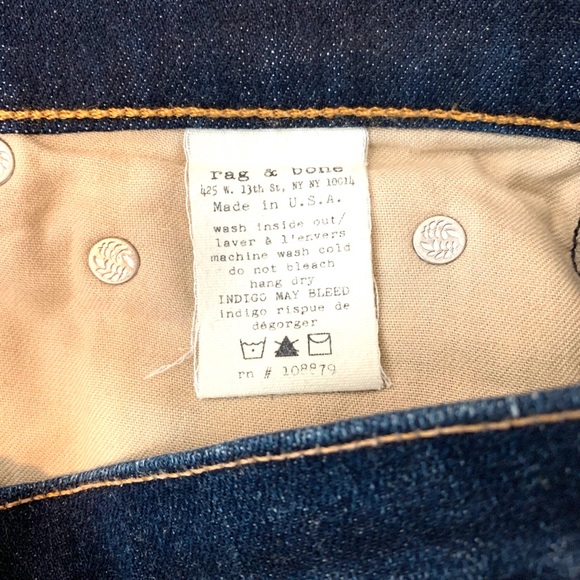 rag & bone
425 W. 13th St, NY NY 10014
Made in U.S.A.
wash inside out/
laver à l'envers
machine wash cold
do not bleach
hang dry
INDIGO MAY BLEED
indigo rispue de
dégorger
rn # 108879